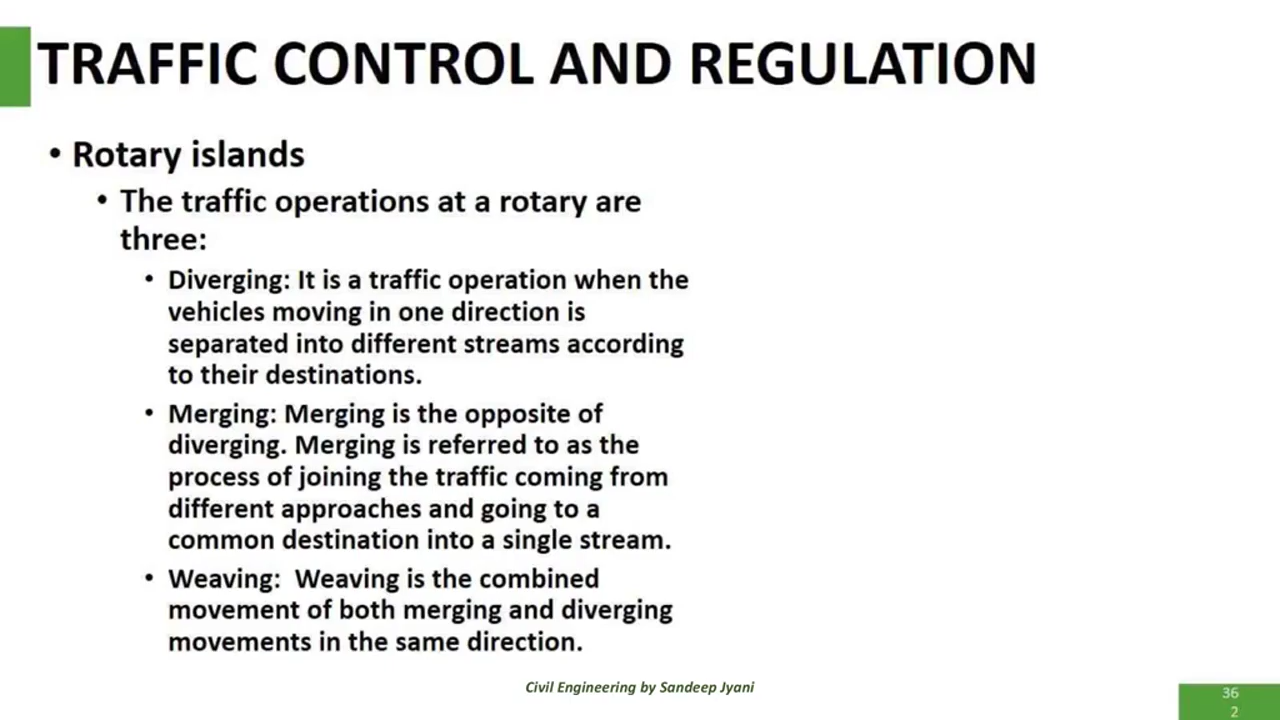 TRAFFIC CONTROL AND REGULATION
• Rotary islands
• The traffic operations at a rotary are
three:
• Diverging: It is a traffic operation when the
vehicles moving in one direction is
separated into different streams according
to their destinations.
• Merging: Merging is the opposite of
diverging. Merging is referred to as the
process of joining the traffic coming from
different approaches and going to a
common destination into a single stream.
• Weaving: Weaving is the combined
movement of both merging and diverging
movements in the same direction.
Civil Engineering by Sandeep Jyani
36
2